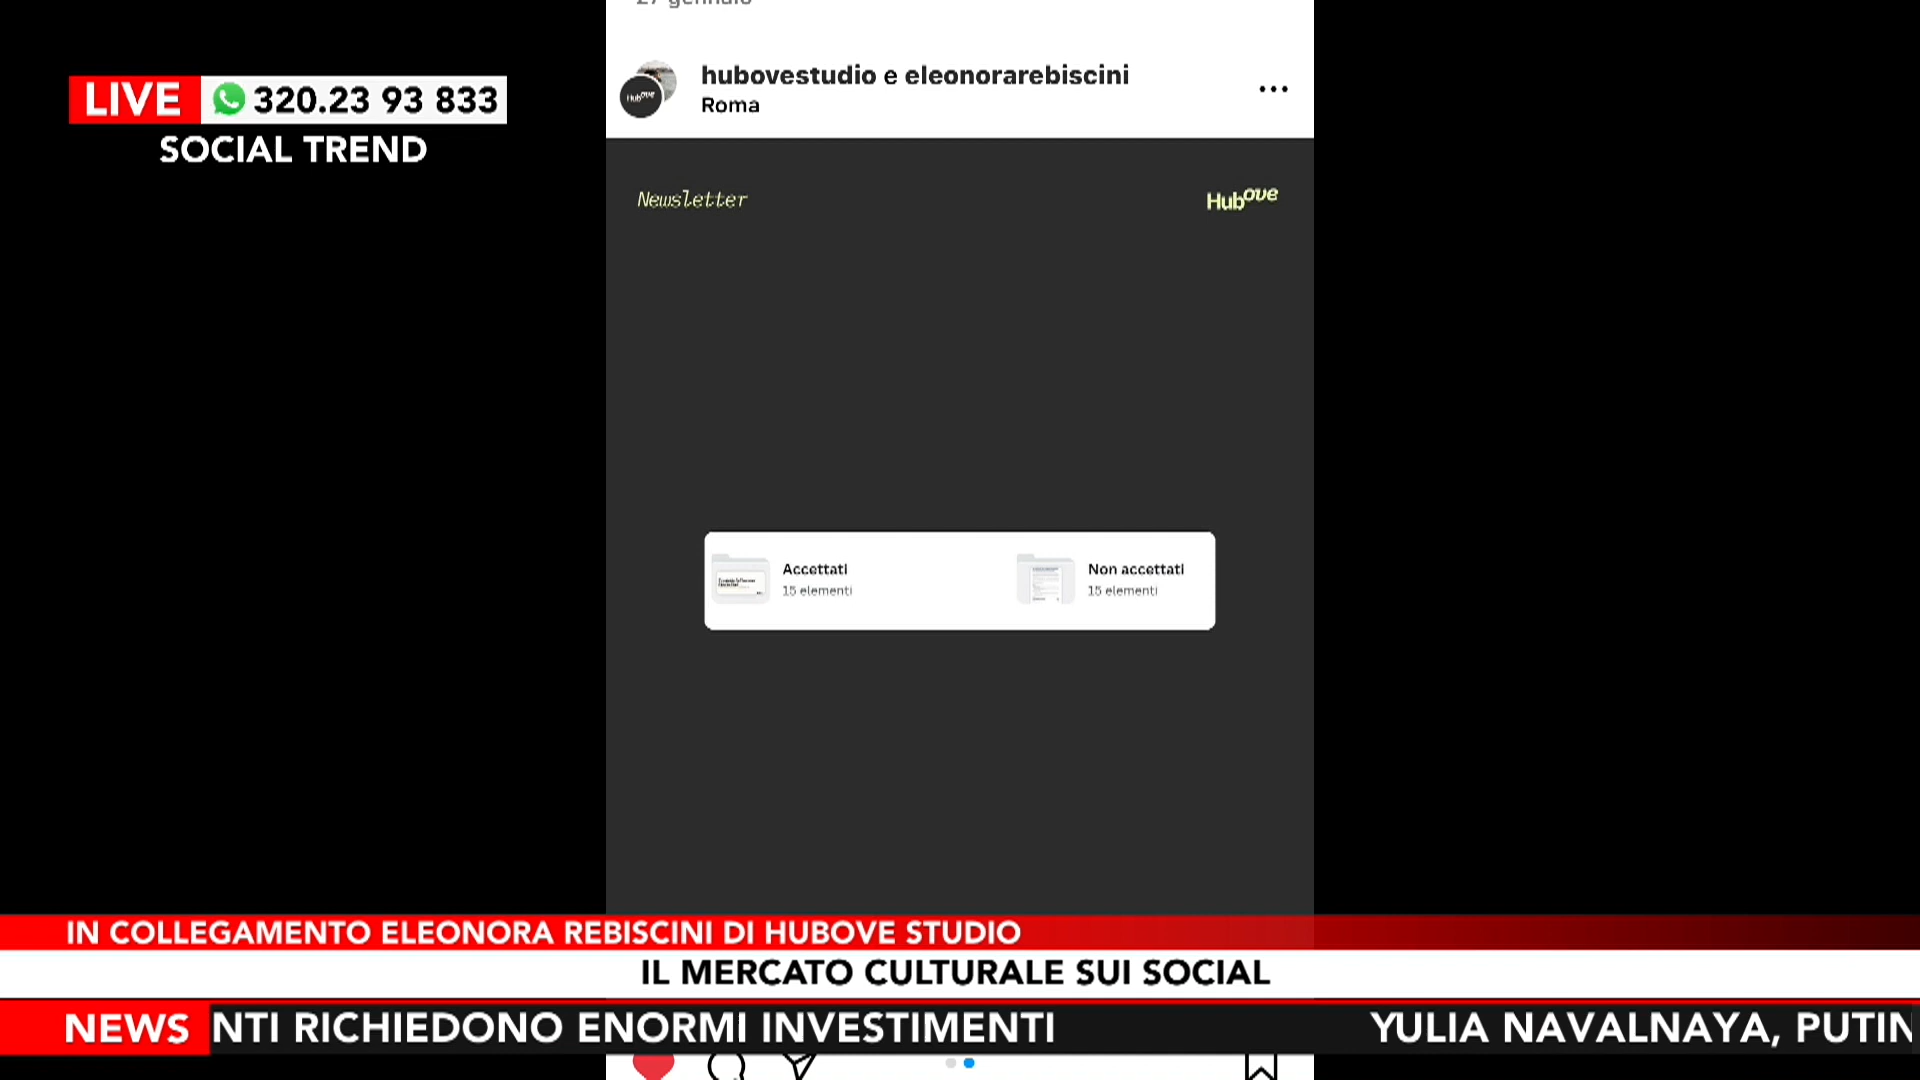 27 gennaio
hubovestudio e eleonorarebiscini
Roma
LIVE 320.23 93 833
SOCIAL TREND
Newsletter
Hubove
Accettati
15 elementi
Non accettati
15 elementi
IN COLLEGAMENTO ELEONORA REBISCINI DI HUBOVE STUDIO
IL MERCATO CULTURALE SUI SOCIAL
NEWS NTI RICHIEDONO ENORMI INVESTIMENTI YULIA NAVALNAYA, PUTIN